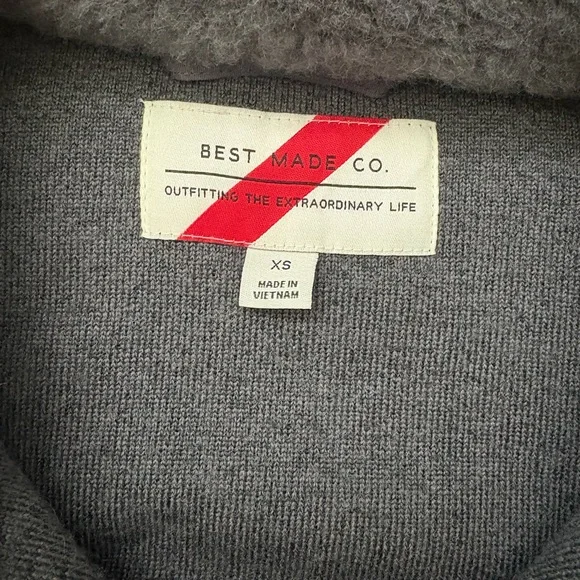 BEST MADE CO.
OUTFITTING THE EXTRAORDINARY LIFE
XS
MADE IN
VIETNAM